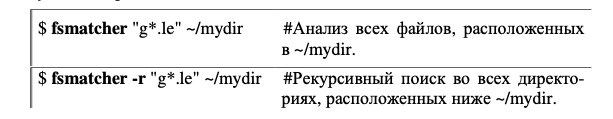 $ fsmatcher "g*.le" ~/mydir #Анализ всех файлов, расположенных
в ~/mydir.
$ fsmatcher -r "g*.le" ~/mydir #Рекурсивный поиск во всех директо-
риях, расположенных ниже ~/mydir.